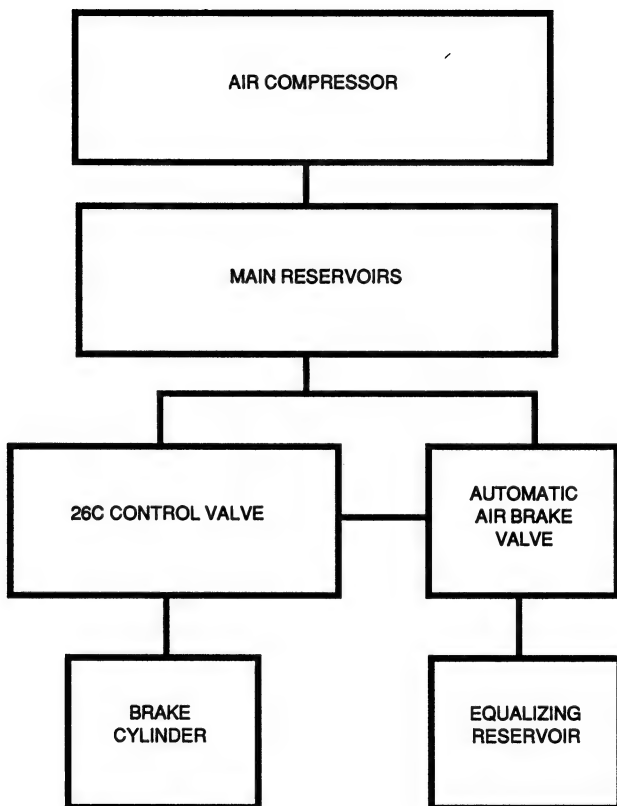 AIR COMPRESSOR
MAIN RESERVOIRS
26C CONTROL VALVE
AUTOMATIC
AIR BRAKE
VALVE
BRAKE
CYLINDER
EQUALIZING
RESERVOIR